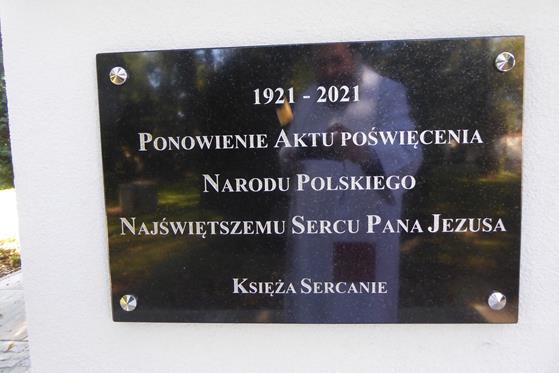 1921 - 2021
PONOWIENIE AKTU POŚWIĘCENIA
NARODU POLSKIEGO
NAJŚWIĘTSZEMU SERCU PANA JEZUSA
KSIĘŻA SERCANIE